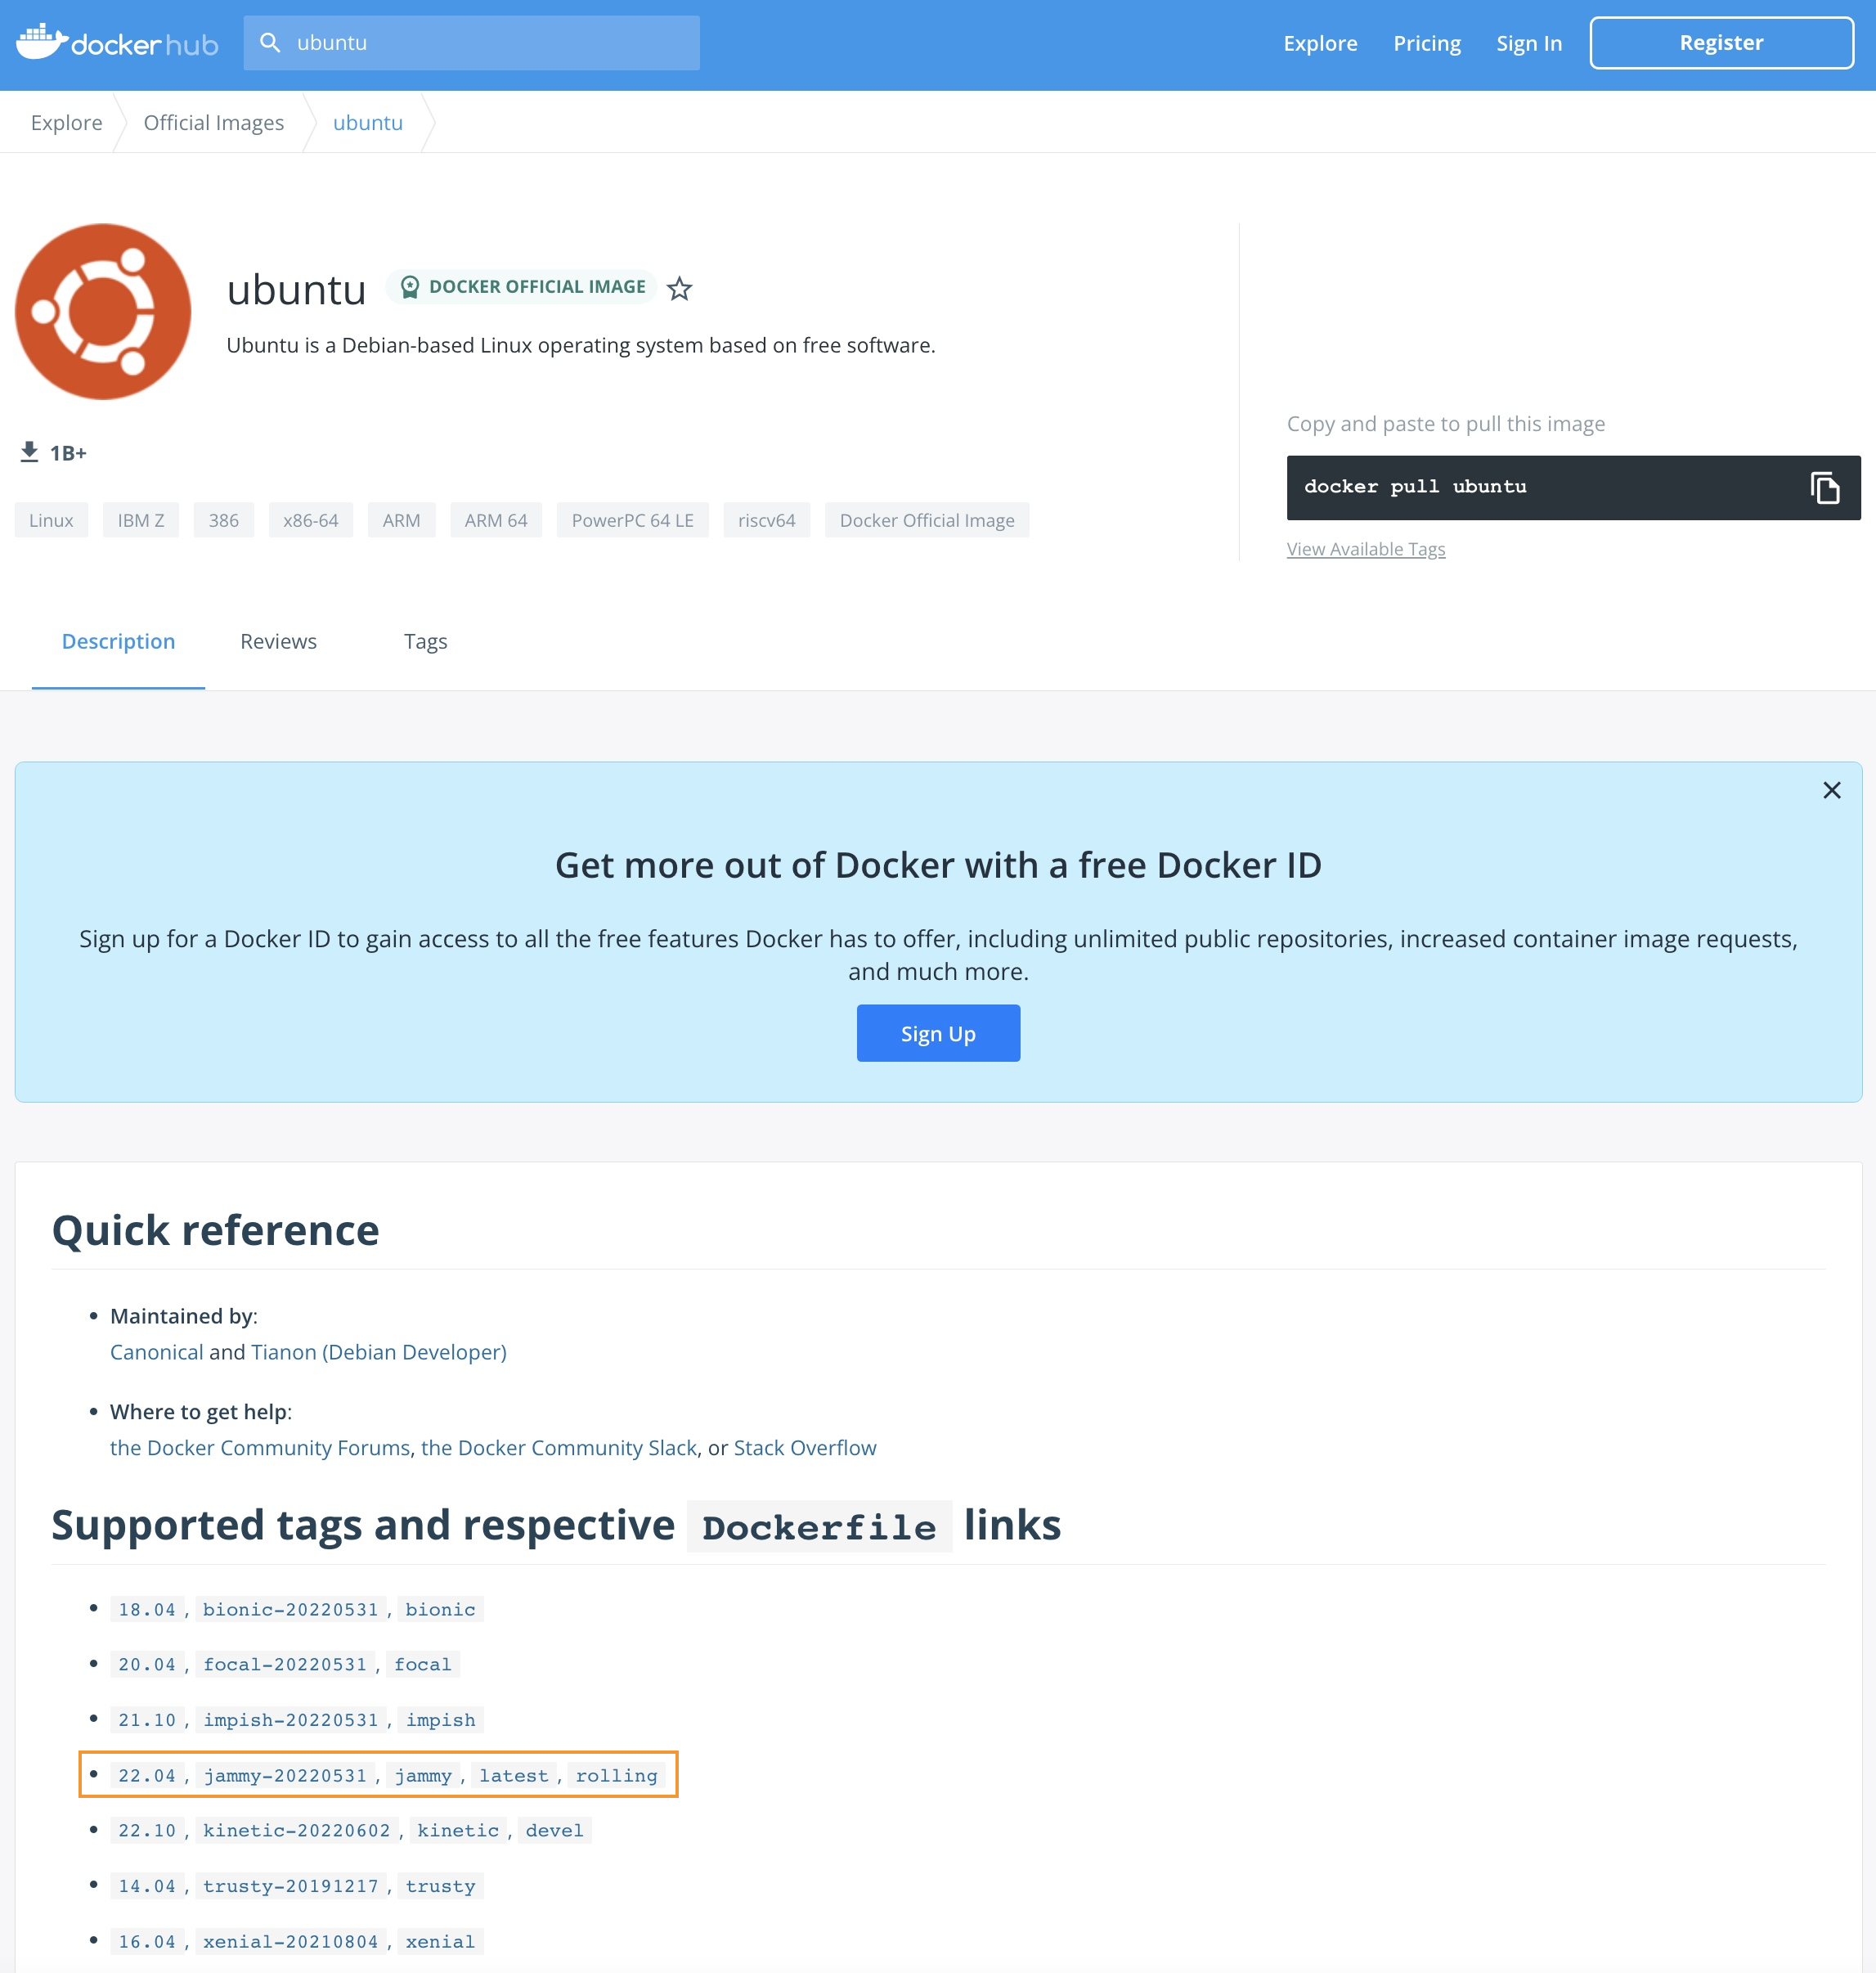 dockerhub
ubuntu
Explore Pricing Sign In Register
Explore Official Images ubuntu
ubuntu DOCKER OFFICIAL IMAGE
Ubuntu is a Debian-based Linux operating system based on free software.
1B+
Linux IBM Z 386 x86-64 ARM ARM 64 PowerPC 64 LE riscv64 Docker Official Image
Copy and paste to pull this image
docker pull ubuntu
View Available Tags
Description Reviews Tags
Get more out of Docker with a free Docker ID
Sign up for a Docker ID to gain access to all the free features Docker has to offer, including unlimited public repositories, increased container image requests,
and much more.
Sign Up
Quick reference
• Maintained by:
Canonical and Tianon (Debian Developer)
• Where to get help:
the Docker Community Forums, the Docker Community Slack, or Stack Overflow
Supported tags and respective Dockerfile links
• 18.04, bionic-20220531, bionic
• 20.04, focal-20220531, focal
• 21.10, impish-20220531, impish
• 22.04, jammy-20220531, jammy, latest, rolling
• 22.10, kinetic-20220602, kinetic, devel
• 14.04, trusty-20191217, trusty
• 16.04, xenial-20210804, xenial